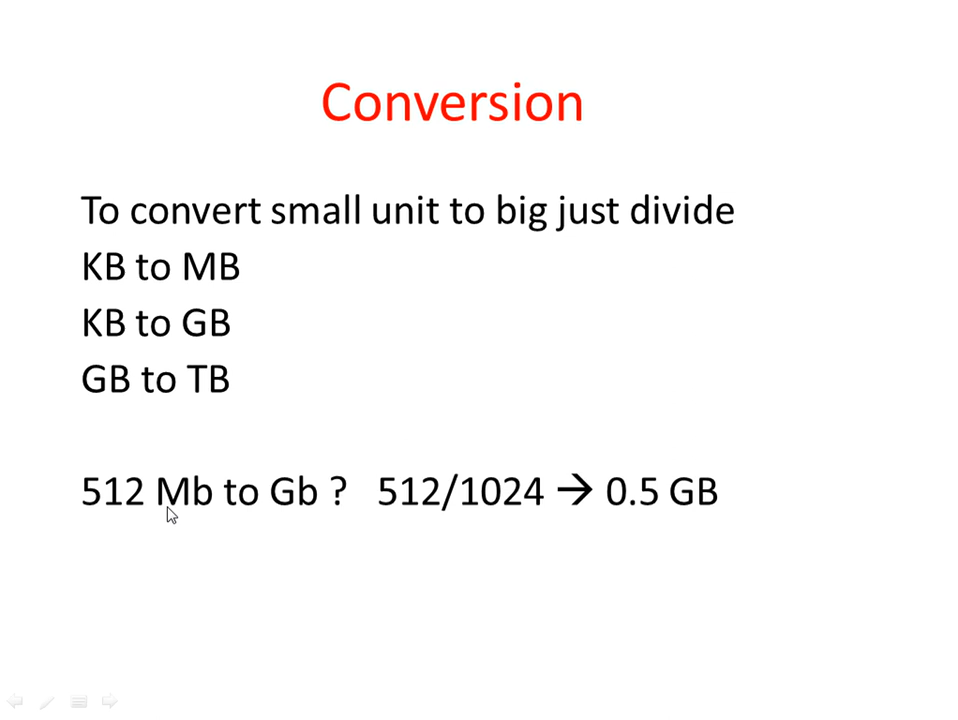 Conversion
To convert small unit to big just divide
KB to MB
KB to GB
GB to TB
512 Mb to Gb ? 512/1024 → 0.5 GB